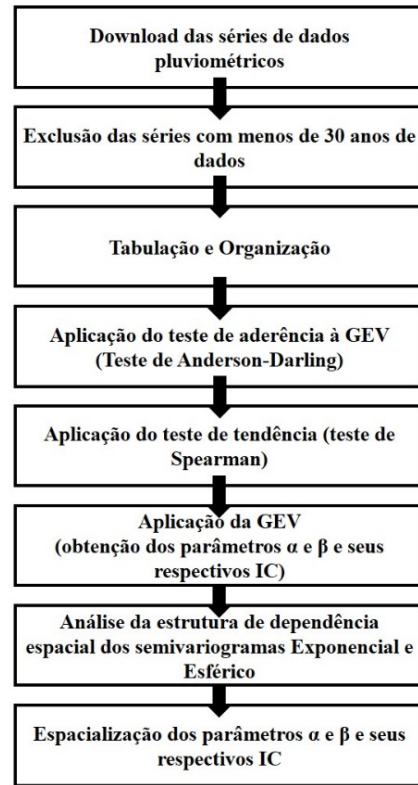 Download das séries de dados
pluviométricos
Exclusão das séries com menos de 30 anos de
dados
Tabulação e Organização
Aplicação do teste de aderência à GEV
(Teste de Anderson-Darling)
Aplicação do teste de tendência (teste de
Spearman)
Aplicação da GEV
(obtenção dos parâmetros α e β e seus
respectivos IC)
Análise da estrutura de dependência
espacial dos semivariogramas Exponencial e
Esférico
Espacialização dos parâmetros α e β e seus
respectivos IC